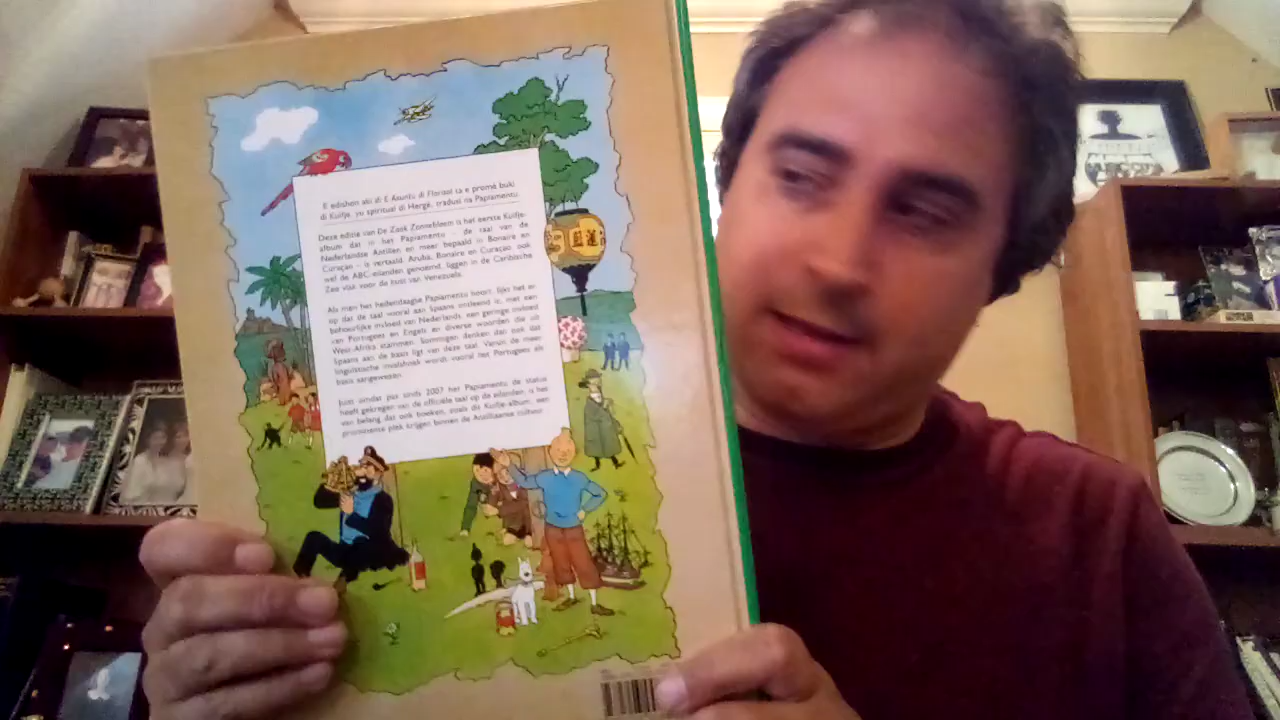 E edishon aki di E Asuntu di Florsol ta e promé buki
di Kuifje, yu spiritual di Hergé, tradusí na Papiamentu.
Deze editie van De Zaak Zonnebloem is het eerste Kuifje-
album dat in het Papiamentu – de taal van de
Nederlandse Antillen en meer bepaald in Bonaire en
Curaçao – is vertaald. Aruba, Bonaire en Curaçao, ook
wel de ABC-eilanden genoemd, liggen in de Caribische
Zee vlak voor de kust van Venezuela.
Als men het hedendaagse Papiamentu hoort, lijkt het er
op dat de taal vooral aan Spaans ontleend is, met een
behoorlijke invloed van Nederlands, een geringe invloed
van Portugees en Engels en diverse woorden die uit
West-Afrika stammen. Sommigen denken dan ook dat
Spaans aan de basis ligt van deze taal. Vanuit de meer
linguïstische invalshoek wordt vooral het Portugees als
basis aangewezen.
Juist omdat pas sinds 2007 het Papiamentu de status
heeft gekregen van de officiële taal op de eilanden, is het
van belang dat ook boeken, zoals dit Kuifje-album, een
prominente plek krijgen binnen de Antilliaanse cultuur.